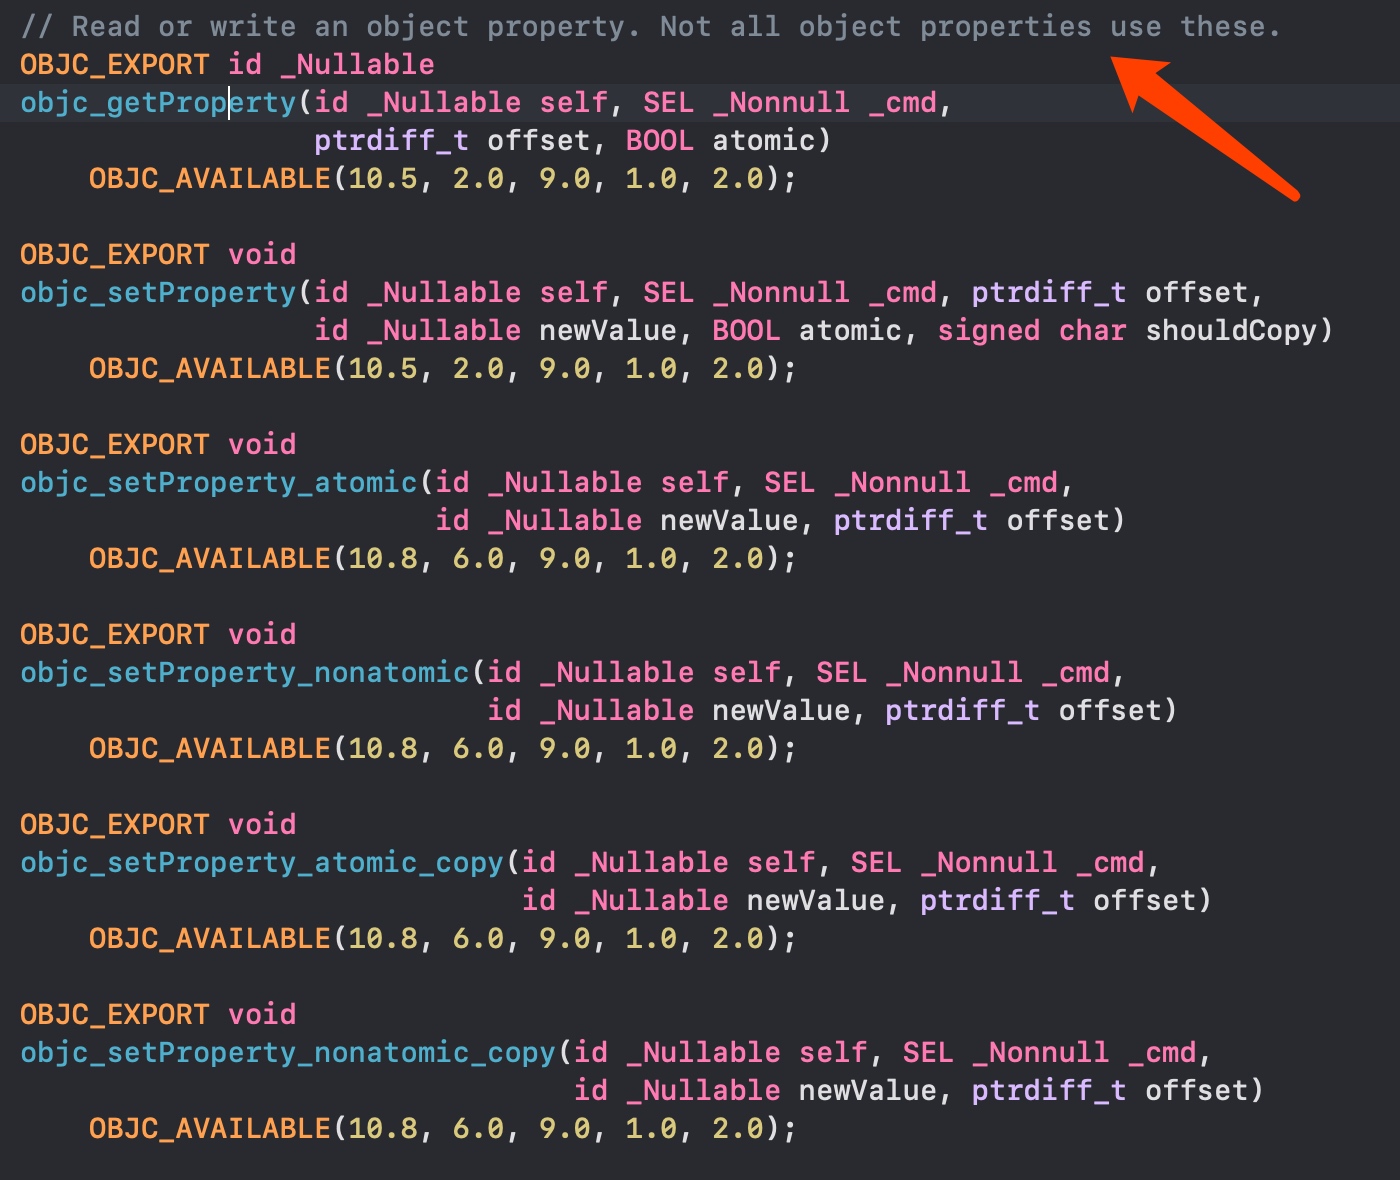 // Read or write an object property. Not all object properties use these.
OBJC_EXPORT id _Nullable
objc_getProperty(id _Nullable self, SEL _Nonnull _cmd,
ptrdiff_t offset, BOOL atomic)
OBJC_AVAILABLE(10.5, 2.0, 9.0, 1.0, 2.0);
OBJC_EXPORT void
objc_setProperty(id _Nullable self, SEL _Nonnull _cmd, ptrdiff_t offset,
id _Nullable newValue, BOOL atomic, signed char shouldCopy)
OBJC_AVAILABLE(10.5, 2.0, 9.0, 1.0, 2.0);
OBJC_EXPORT void
objc_setProperty_atomic(id _Nullable self, SEL _Nonnull _cmd,
id _Nullable newValue, ptrdiff_t offset)
OBJC_AVAILABLE(10.8, 6.0, 9.0, 1.0, 2.0);
OBJC_EXPORT void
objc_setProperty_nonatomic(id _Nullable self, SEL _Nonnull _cmd,
id _Nullable newValue, ptrdiff_t offset)
OBJC_AVAILABLE(10.8, 6.0, 9.0, 1.0, 2.0);
OBJC_EXPORT void
objc_setProperty_atomic_copy(id _Nullable self, SEL _Nonnull _cmd,
id _Nullable newValue, ptrdiff_t offset)
OBJC_AVAILABLE(10.8, 6.0, 9.0, 1.0, 2.0);
OBJC_EXPORT void
objc_setProperty_nonatomic_copy(id _Nullable self, SEL _Nonnull _cmd,
id _Nullable newValue, ptrdiff_t offset)
OBJC_AVAILABLE(10.8, 6.0, 9.0, 1.0, 2.0);